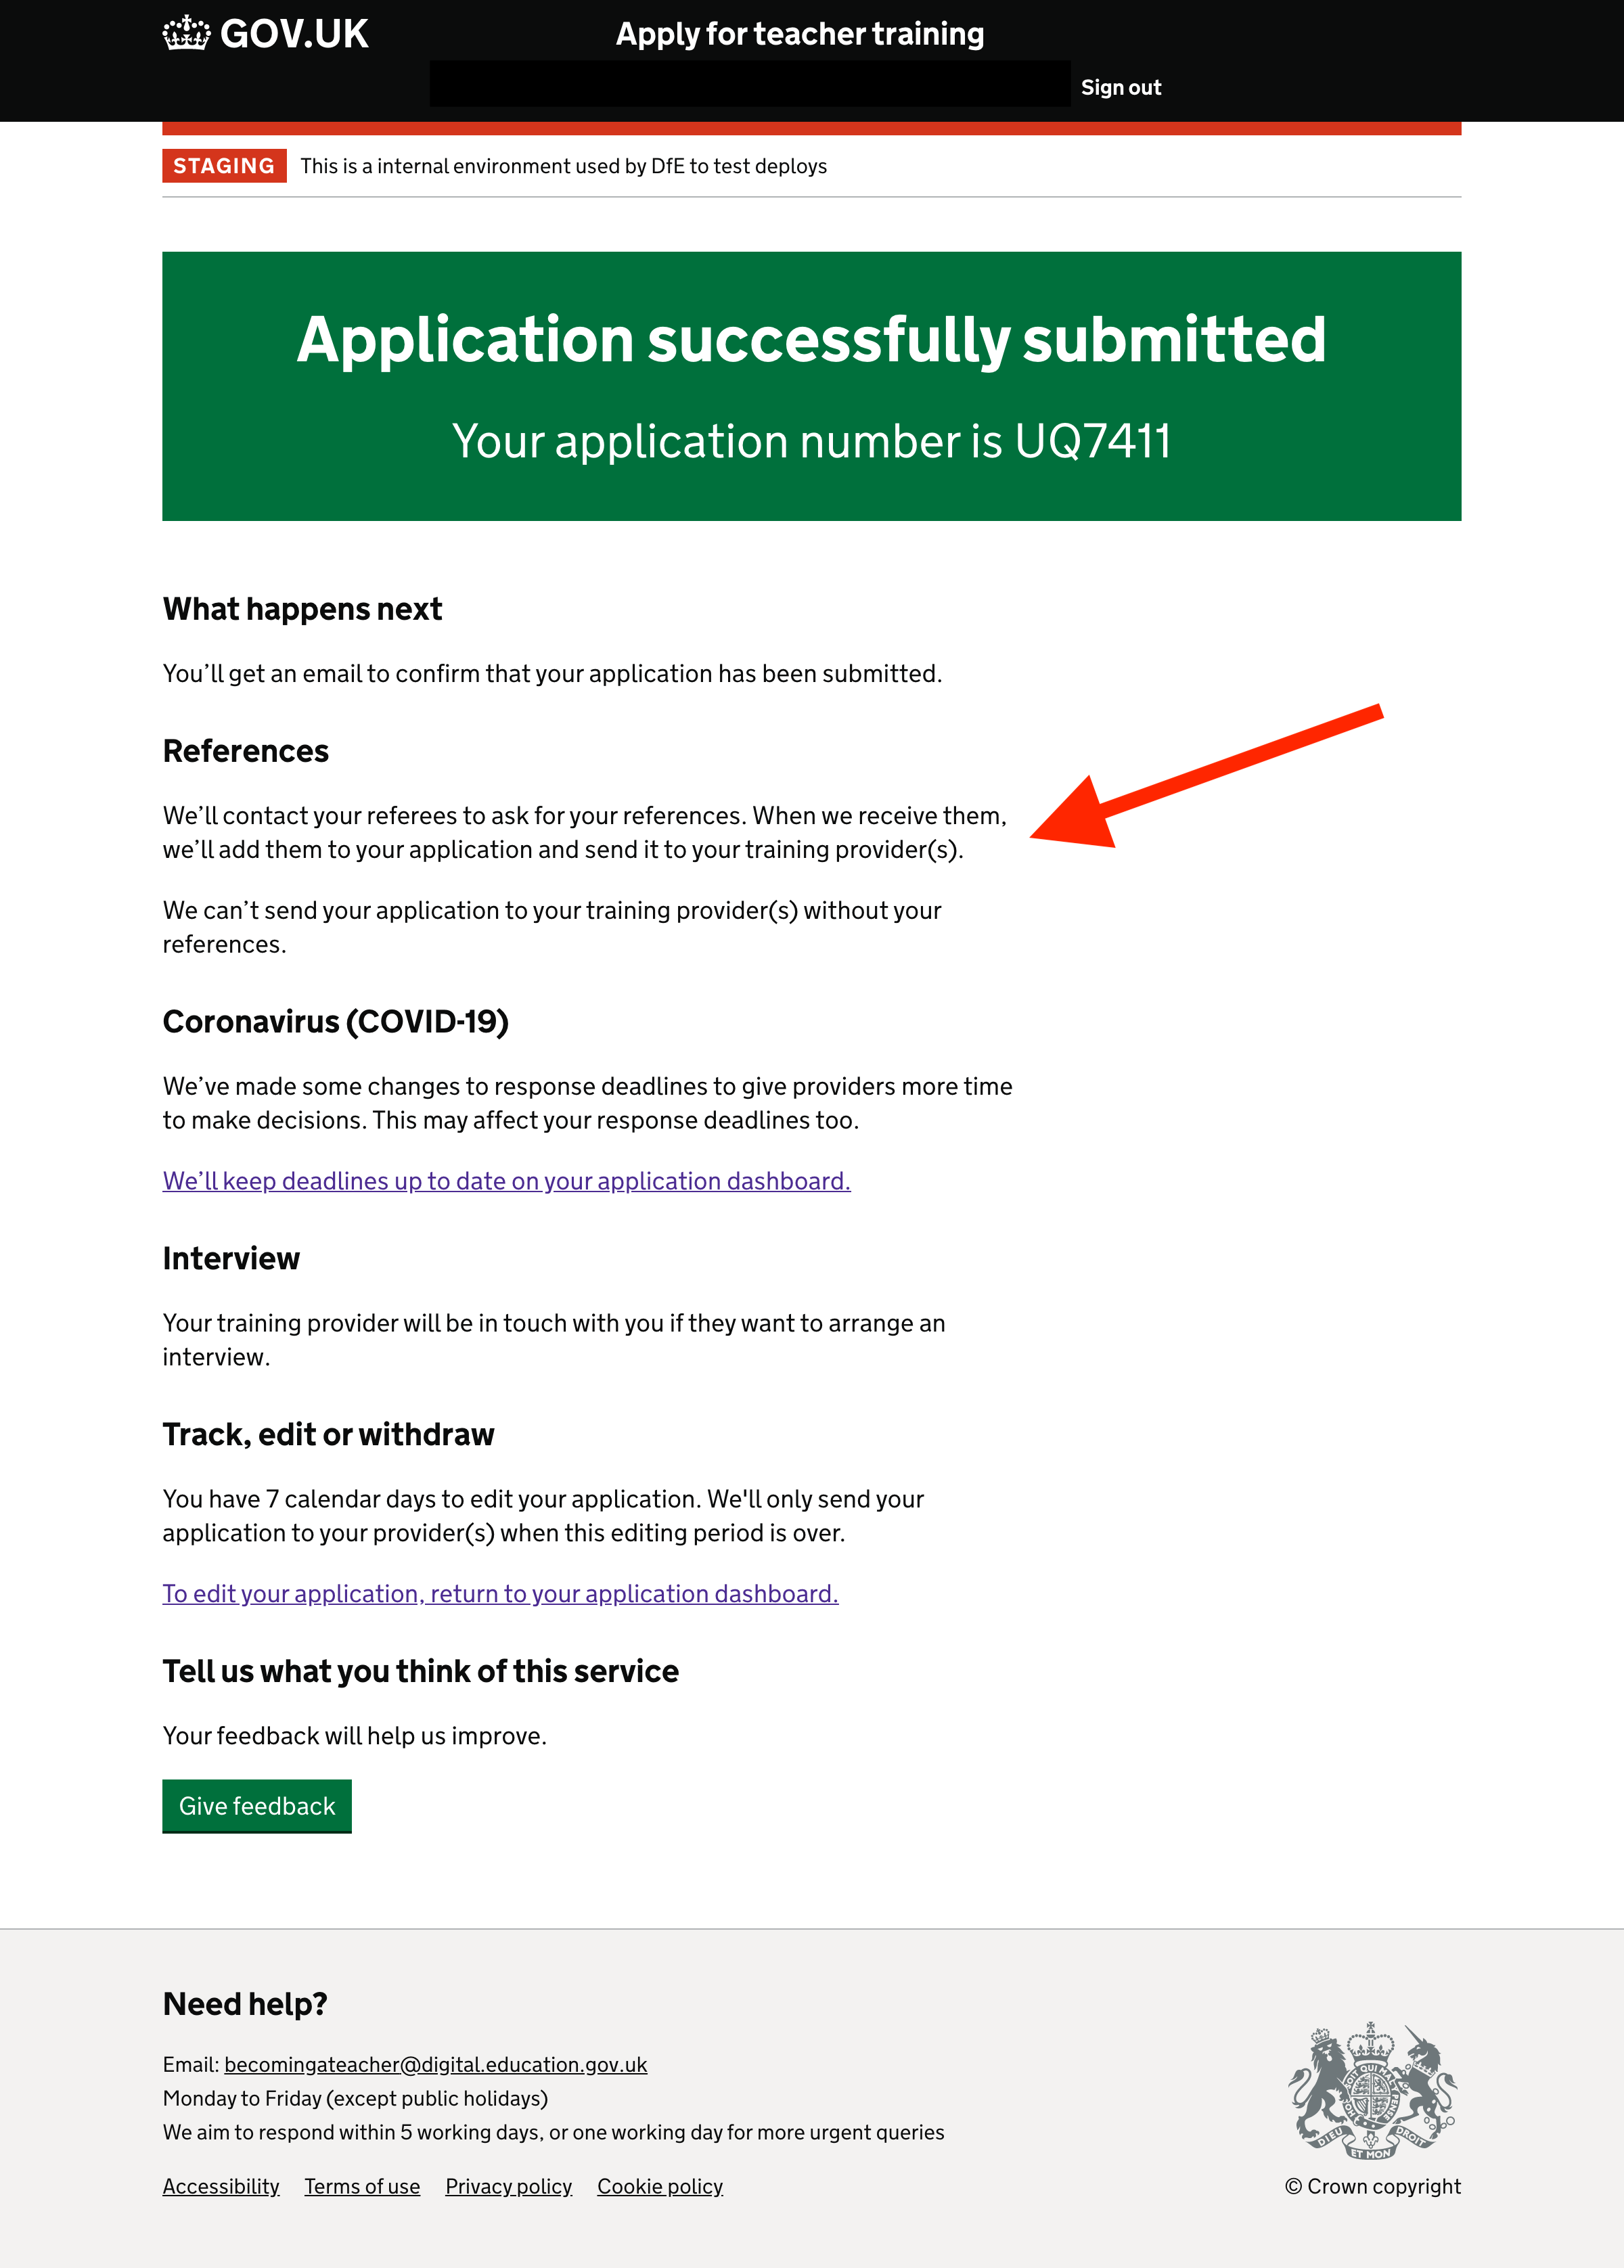 GOV.UK
Apply for teacher training
Sign out
STAGING This is a internal environment used by DfE to test deploys
Application successfully submitted
Your application number is UQ7411
What happens next
You’ll get an email to confirm that your application has been submitted.
References
We’ll contact your referees to ask for your references. When we receive them,
we’ll add them to your application and send it to your training provider(s).
We can’t send your application to your training provider(s) without your
references.
Coronavirus (COVID-19)
We’ve made some changes to response deadlines to give providers more time
to make decisions. This may affect your response deadlines too.
We’ll keep deadlines up to date on your application dashboard.
Interview
Your training provider will be in touch with you if they want to arrange an
interview.
Track, edit or withdraw
You have 7 calendar days to edit your application. We'll only send your
application to your provider(s) when this editing period is over.
To edit your application, return to your application dashboard.
Tell us what you think of this service
Your feedback will help us improve.
Give feedback
Need help?
Email: becomingateacher@digital.education.gov.uk
Monday to Friday (except public holidays)
We aim to respond within 5 working days, or one working day for more urgent queries
Accessibility Terms of use Privacy policy Cookie policy
DIEU ET MON DROIT
© Crown copyright